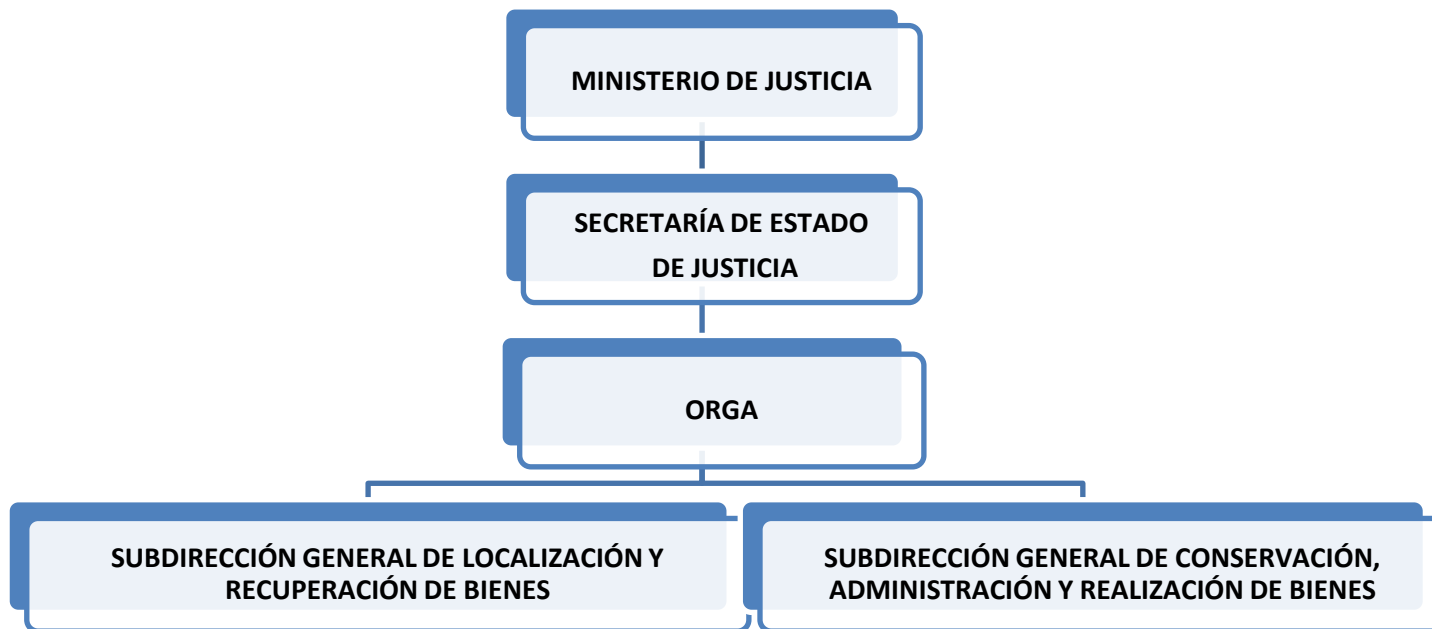 MINISTERIO DE JUSTICIA
SECRETARÍA DE ESTADO
DE JUSTICIA
ORGA
SUBDIRECCIÓN GENERAL DE LOCALIZACIÓN Y
RECUPERACIÓN DE BIENES
SUBDIRECCIÓN GENERAL DE CONSERVACIÓN,
ADMINISTRACIÓN Y REALIZACIÓN DE BIENES